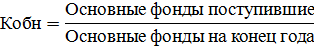 Кобн = Основные фонды поступившие
Основные фонды на конец года